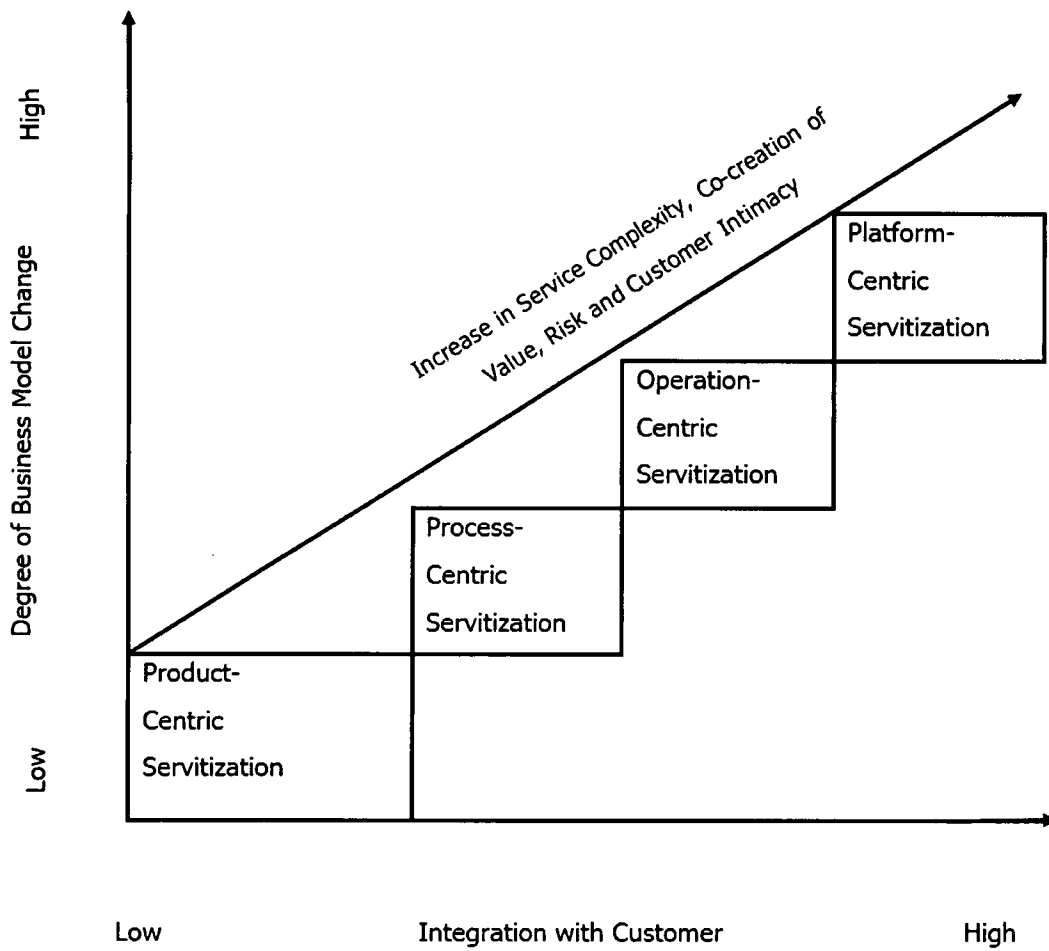 High
Degree of Business Model Change
Low
Increase in Service Complexity, Co-creation of
Value, Risk and Customer Intimacy
Platform-
Centric
Servitization
Operation-
Centric
Servitization
Process-
Centric
Servitization
Product-
Centric
Servitization
Low
Integration with Customer
High